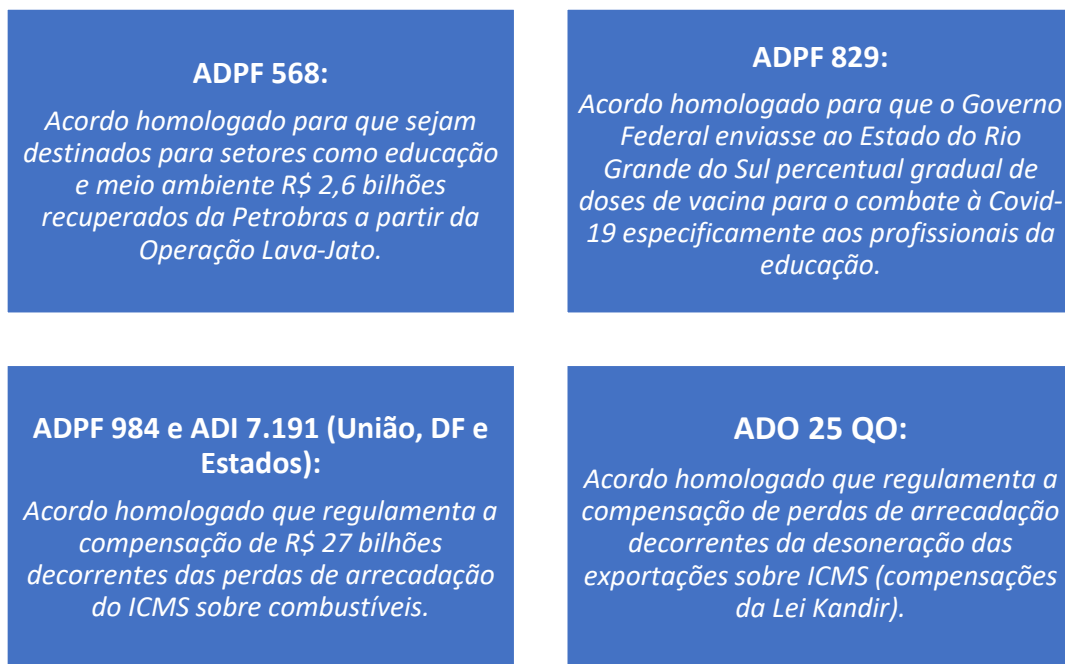 ADPF 568:
Acordo homologado para que sejam
destinados para setores como educação
e meio ambiente R$ 2,6 bilhões
recuperados da Petrobras a partir da
Operação Lava-Jato.
ADPF 829:
Acordo homologado para que o Governo
Federal enviasse ao Estado do Rio
Grande do Sul percentual gradual de
doses de vacina para o combate à Covid-
19 especificamente aos profissionais da
educação.
ADPF 984 e ADI 7.191 (União, DF e
Estados):
Acordo homologado que regulamenta a
compensação de R$ 27 bilhões
decorrentes das perdas de arrecadação
do ICMS sobre combustíveis.
ADO 25 QO:
Acordo homologado que regulamenta a
compensação de perdas de arrecadação
decorrentes da desoneração das
exportações sobre ICMS (compensações
da Lei Kandir).